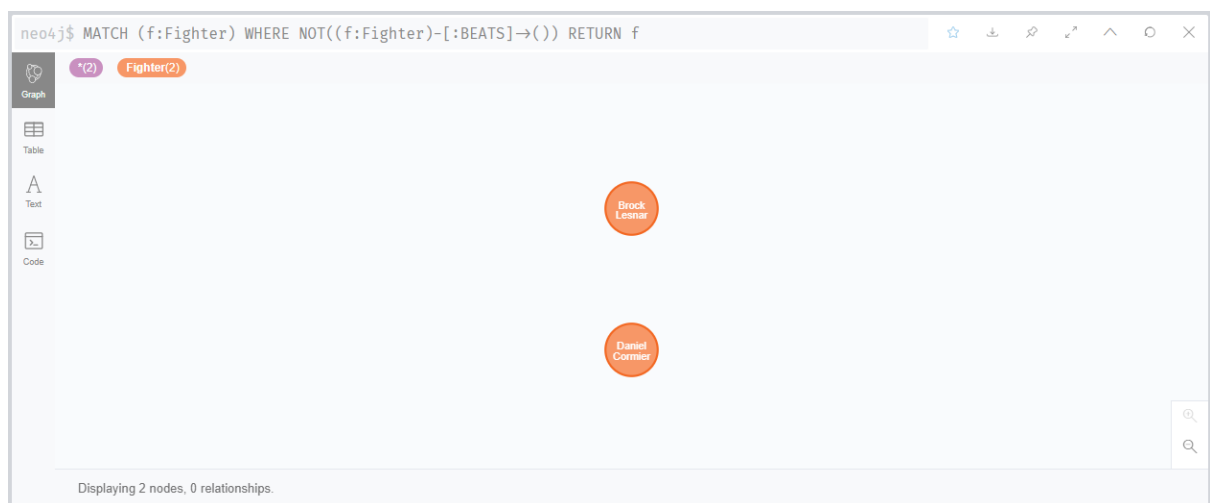 neo4j$ MATCH (f:Fighter) WHERE NOT((f:Fighter)-[:BEATS]→()) RETURN f
*(2) Fighter(2)
Graph
Table
A
Text
Code
Brock
Lesnar
Daniel
Cormier
Displaying 2 nodes, 0 relationships.